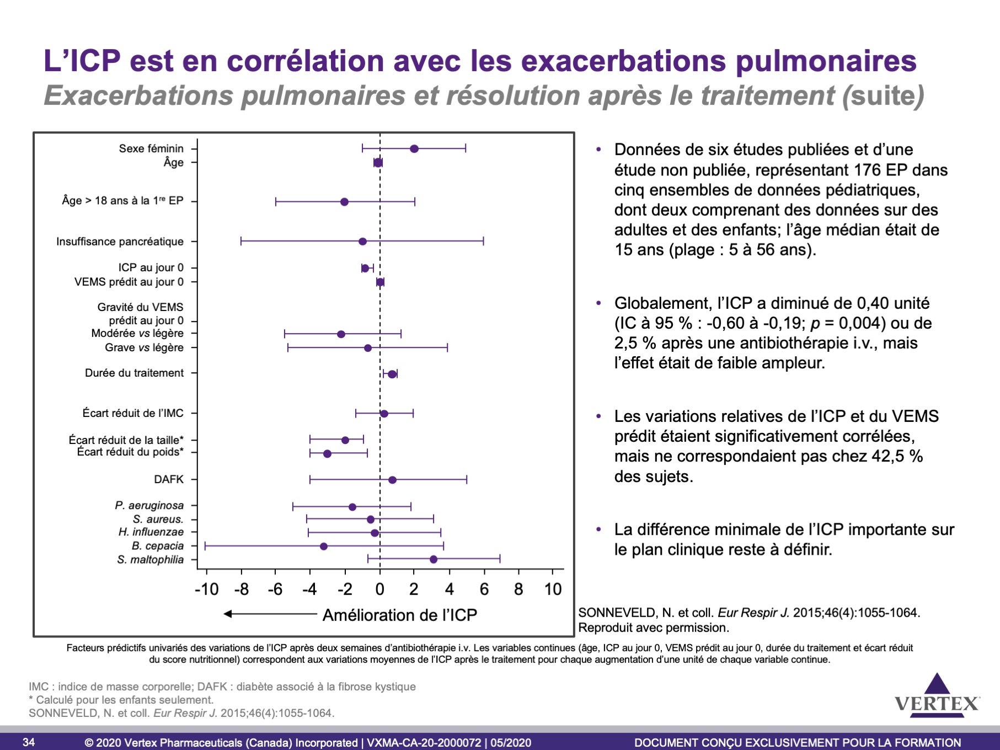 L’ICP est en corrélation avec les exacerbations pulmonaires
Exacerbations pulmonaires et résolution après le traitement (suite)
Sexe féminin
Âge
Âge > 18 ans à la 1re EP
Insuffisance pancréatique
ICP au jour 0
VEMS prédit au jour 0
Gravité du VEMS
prédit au jour 0
Modérée vs légère
Grave vs légère
Durée du traitement
Écart réduit de l’IMC
Écart réduit de la taille*
Écart réduit du poids*
DAFK
P. aeruginosa
S. aureus.
H. influenzae
B. cepacia
S. maltophilia
-10 -8 -6 -4 -2 0 2 4 6 8 10
Amélioration de l’ICP
• Données de six études publiées et d’une
étude non publiée, représentant 176 EP dans
cinq ensembles de données pédiatriques,
dont deux comprenant des données sur des
adultes et des enfants; l’âge médian était de
15 ans (plage : 5 à 56 ans).
• Globalement, l’ICP a diminué de 0,40 unité
(IC à 95 % : -0,60 à -0,19; p = 0,004) ou de
2,5 % après une antibiothérapie i.v., mais
l’effet était de faible ampleur.
• Les variations relatives de l’ICP et du VEMS
prédit étaient significativement corrélées,
mais ne correspondaient pas chez 42,5 %
des sujets.
• La différence minimale de l’ICP importante sur
le plan clinique reste à définir.
SONNEVELD, N. et coll. Eur Respir J. 2015;46(4):1055-1064.
Reproduit avec permission.
Facteurs prédictifs univariés des variations de l’ICP après deux semaines d’antibiothérapie i.v. Les variables continues (âge, ICP au jour 0, VEMS prédit au jour 0, durée du traitement et écart réduit
du score nutritionnel) correspondent aux variations moyennes de l’ICP après le traitement pour chaque augmentation d’une unité de chaque variable continue.
IMC : indice de masse corporelle; DAFK : diabète associé à la fibrose kystique
* Calculé pour les enfants seulement.
SONNEVELD, N. et coll. Eur Respir J. 2015;46(4):1055-1064.
VERTEX
34 © 2020 Vertex Pharmaceuticals (Canada) Incorporated | VXMA-CA-20-2000072 | 05/2020 DOCUMENT CONÇU EXCLUSIVEMENT POUR LA FORMATION